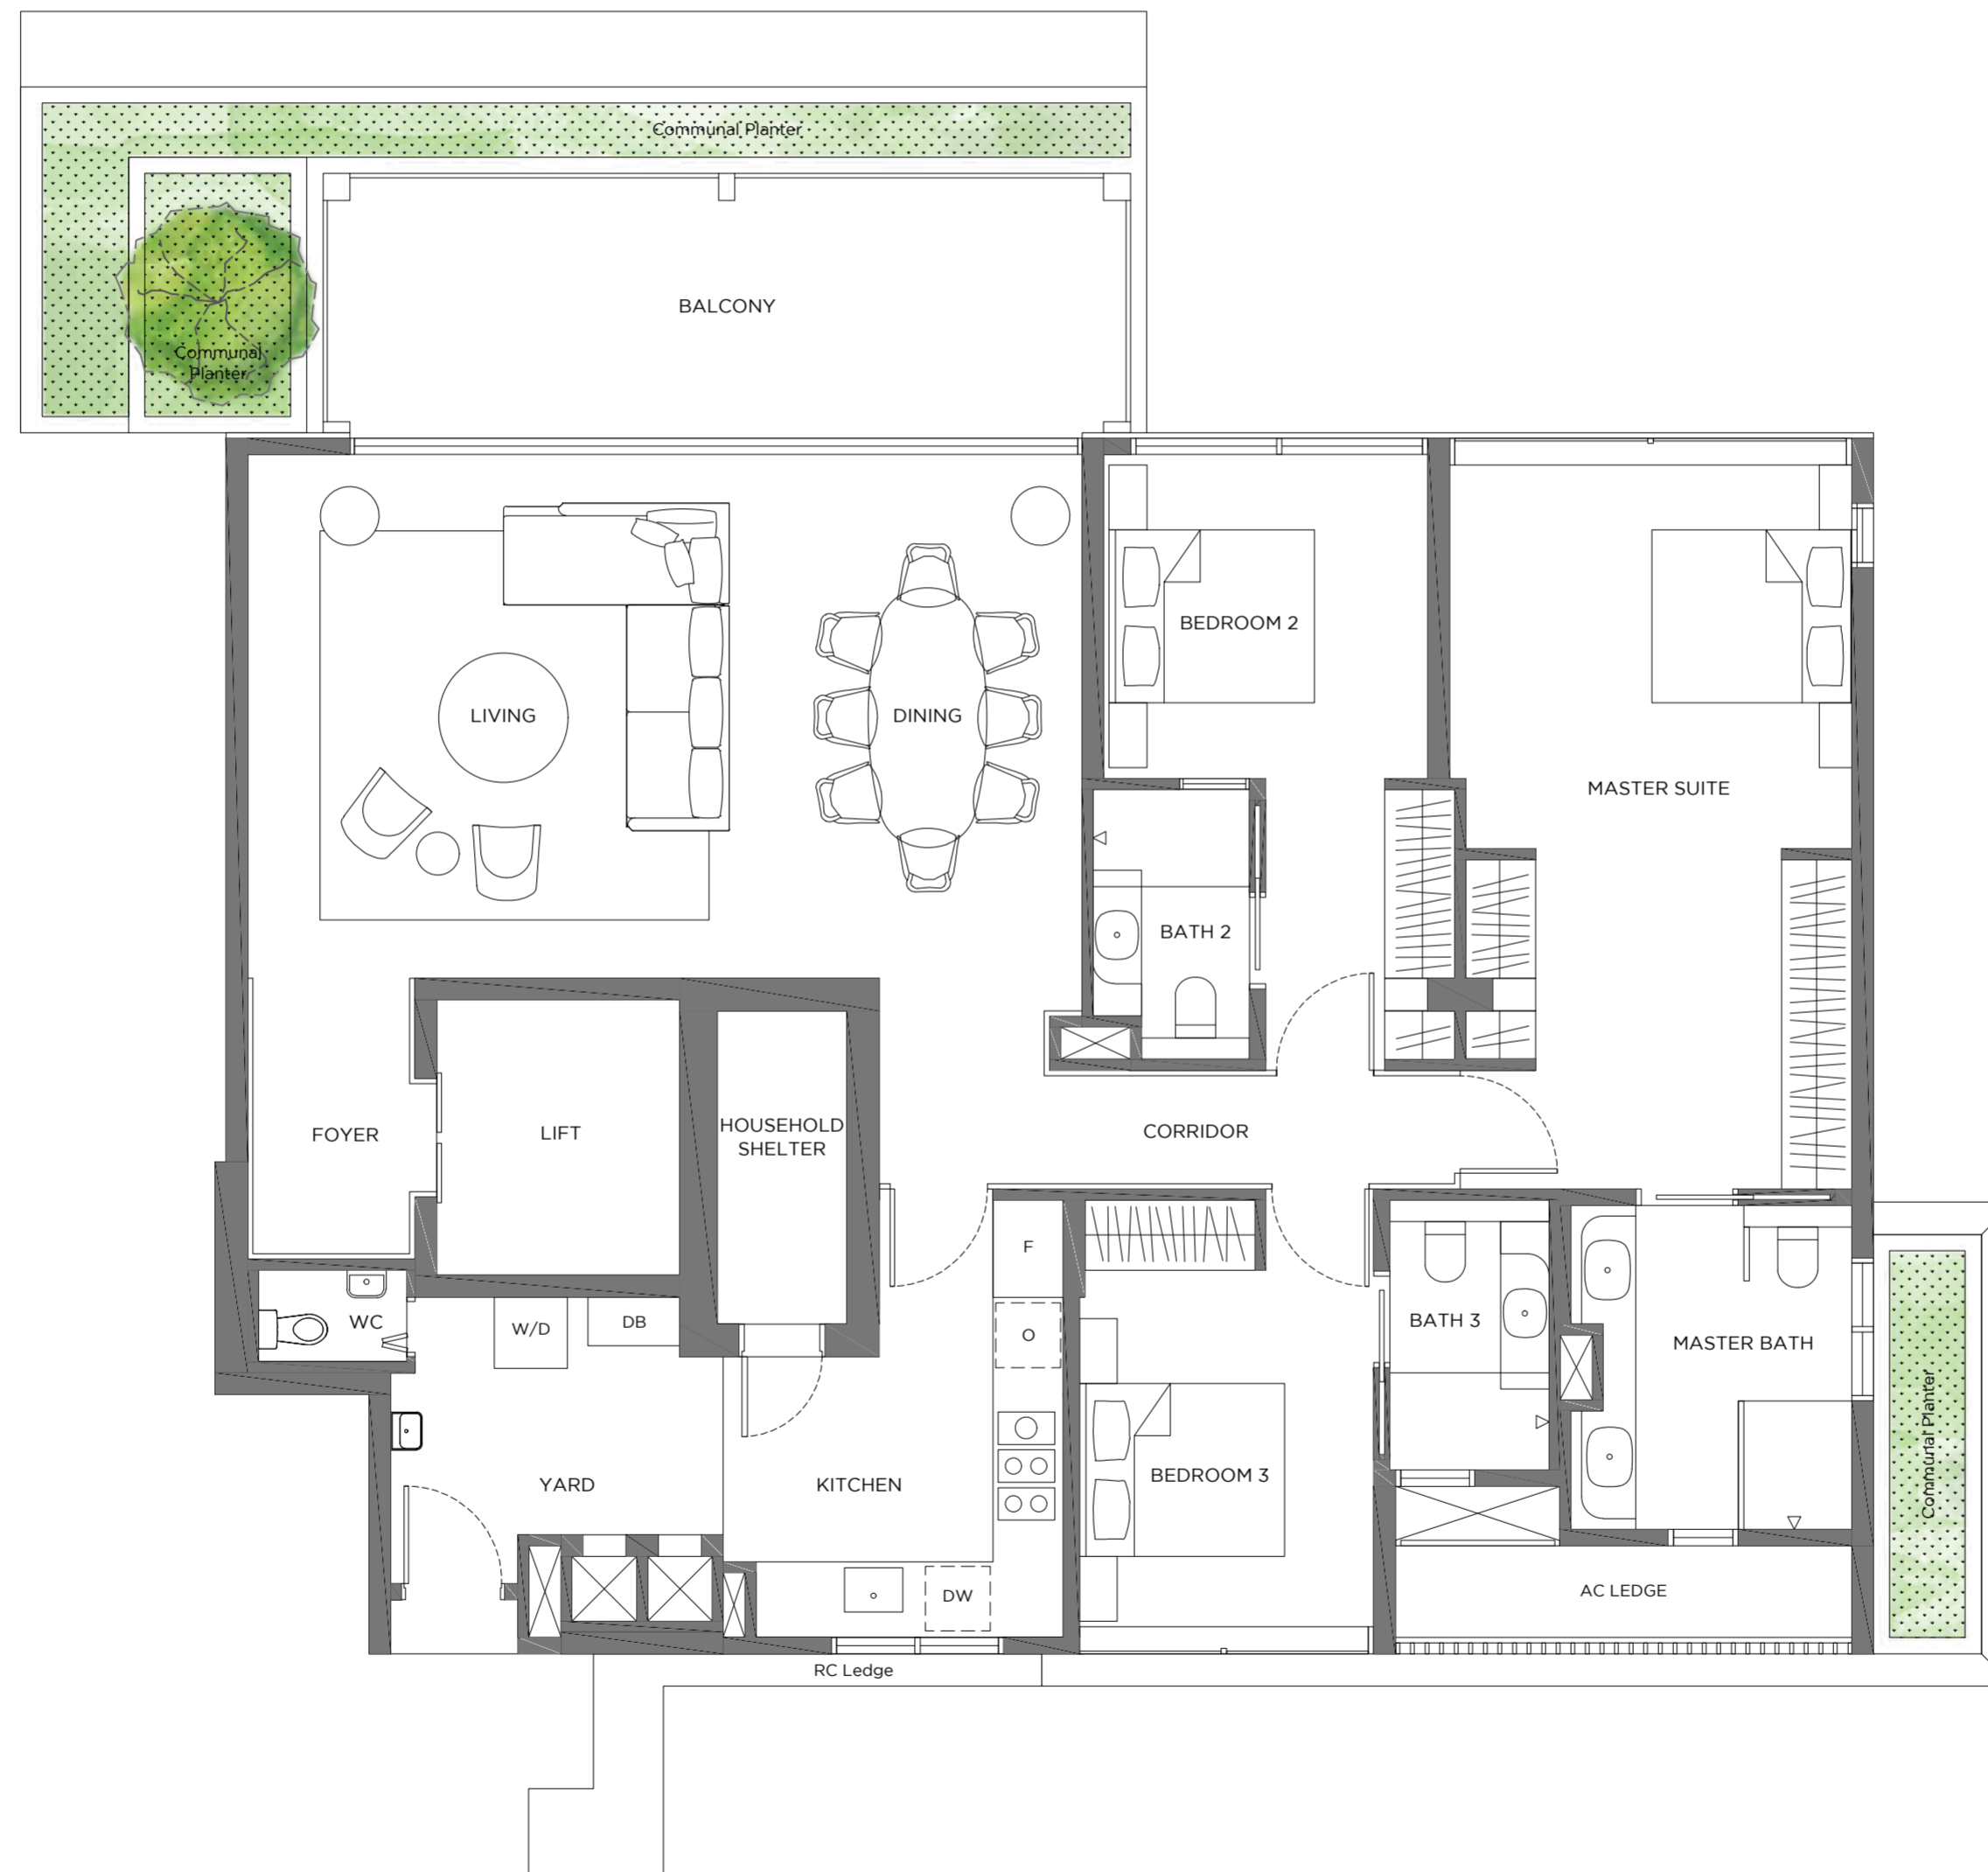 Communal Planter
BALCONY
Communal
Planter
BEDROOM 2
LIVING
DINING
MASTER SUITE
BATH 2
FOYER
LIFT
HOUSEHOLD
SHELTER
CORRIDOR
F
WC
W/D
DB
O
BATH 3
MASTER BATH
Communal Planter
YARD
KITCHEN
BEDROOM 3
DW
AC LEDGE
RC Ledge